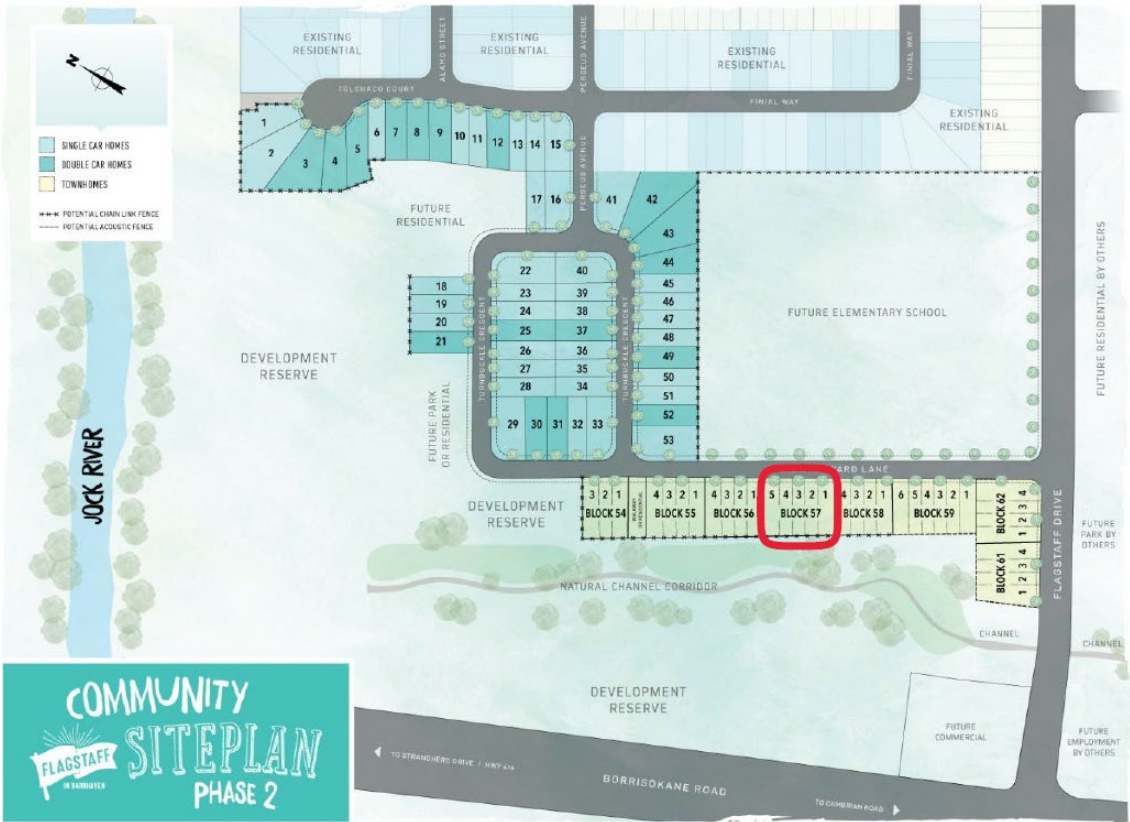 N
SINGLE CAR HOMES
DOUBLE CAR HOMES
TOWNHOMES
POTENTIAL CHAIN LINK FENCE
POTENTIAL ACOUSTIC FENCE
EXISTING
RESIDENTIAL
ALAMO STREET
EXISTING
RESIDENTIAL
PERSEUS AVENUE
EXISTING
RESIDENTIAL
FINIAL WAY
TOLCHACO COURT
FINIAL WAY
EXISTING
RESIDENTIAL
1
2
3
4
5
6
7
8
9
10
11
12
13
14
15
PERSEUS AVENUE
17
16
41
42
43
44
FUTURE
RESIDENTIAL
22
40
18
23
39
45
19
24
38
46
20
25
37
47
21
26
36
48
27
35
49
28
34
50
51
52
53
29
30
31
32
33
TURNBUCKLE CRESCENT
TURNBUCKLE CRESCENT
FUTURE ELEMENTARY SCHOOL
FUTURE RESIDENTIAL BY OTHERS
DEVELOPMENT
RESERVE
FUTURE PARK
OR RESIDENTIAL
JOCK RIVER
ARD LANE
DEVELOPMENT
RESERVE
3 2 1
BLOCK 54
4 3 2 1
BLOCK 55
4 3 2 1
BLOCK 56
5 4 3 2 1
BLOCK 57
4 3 2 1
BLOCK 58
6 5 4 3 2 1
BLOCK 59
BLOCK 62
1 2 3 4
BLOCK 61
1 2 3 4
FLAGSTAFF DRIVE
FUTURE
PARK BY
OTHERS
NATURAL CHANNEL CORRIDOR
CHANNEL
CHANNEL
DEVELOPMENT
RESERVE
FUTURE
COMMERCIAL
FUTURE
EMPLOYMENT
BY OTHERS
TO STRANDHERD DRIVE / HWY 416
BORRISOKANE ROAD
TO CAMBRIAN ROAD
COMMUNITY
SITEPLAN
PHASE 2
FLAGSTAFF
IN BARRHAVEN